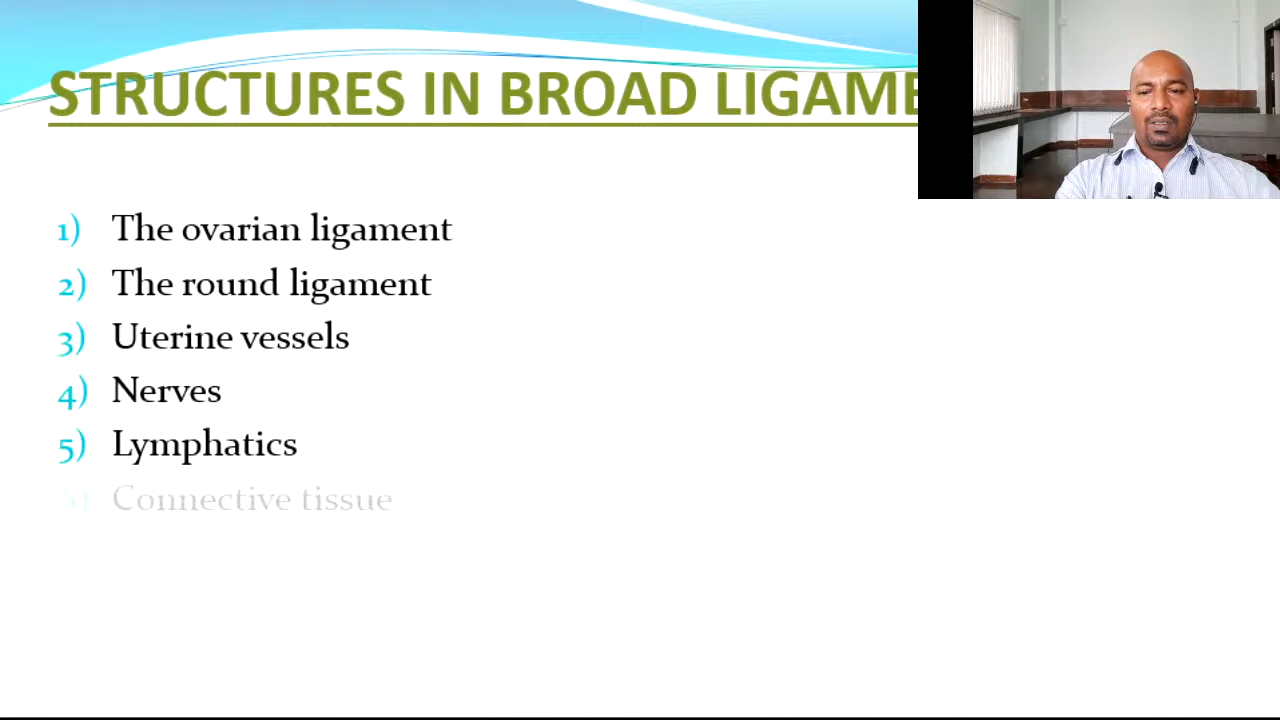 STRUCTURES IN BROAD LIGAME
1) The ovarian ligament
2) The round ligament
3) Uterine vessels
4) Nerves
5) Lymphatics
6) Connective tissue